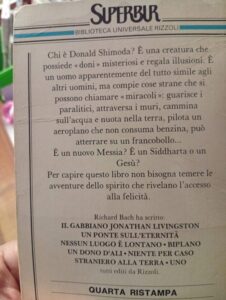 SUPERBUR
BIBLIOTECA UNIVERSALE RIZZOLI
Chi è Donald Shimoda? È una creatura che
possiede «doni» misteriosi e regala illusioni. È
un uomo apparentemente del tutto simile agli
altri uomini, ma compie cose strane che si
possono chiamare «miracoli»: guarisce i
paralitici, attraversa i muri, cammina
sull'acqua e nuota nella terra, pilota un
aeroplano che non consuma benzina, può
atterrare su un francobollo...
È un nuovo Messia? È un Siddharta o un
Gesù?
Per capire questo libro non bisogna temere le
avventure dello spirito che rivelano l'accesso
alla felicità.
Richard Bach ha scritto
IL GABBIANO JONATHAN LIVINGSTON
UN PONTE SULL'ETERNITÀ
NESSUN LUOGO È LONTANO • BIPLANO
UN DONO D'ALI • NIENTE PER CASO
STRANIERO ALLA TERRA • UNO
tutti editi da Rizzoli.
QUARTA RISTAMPA